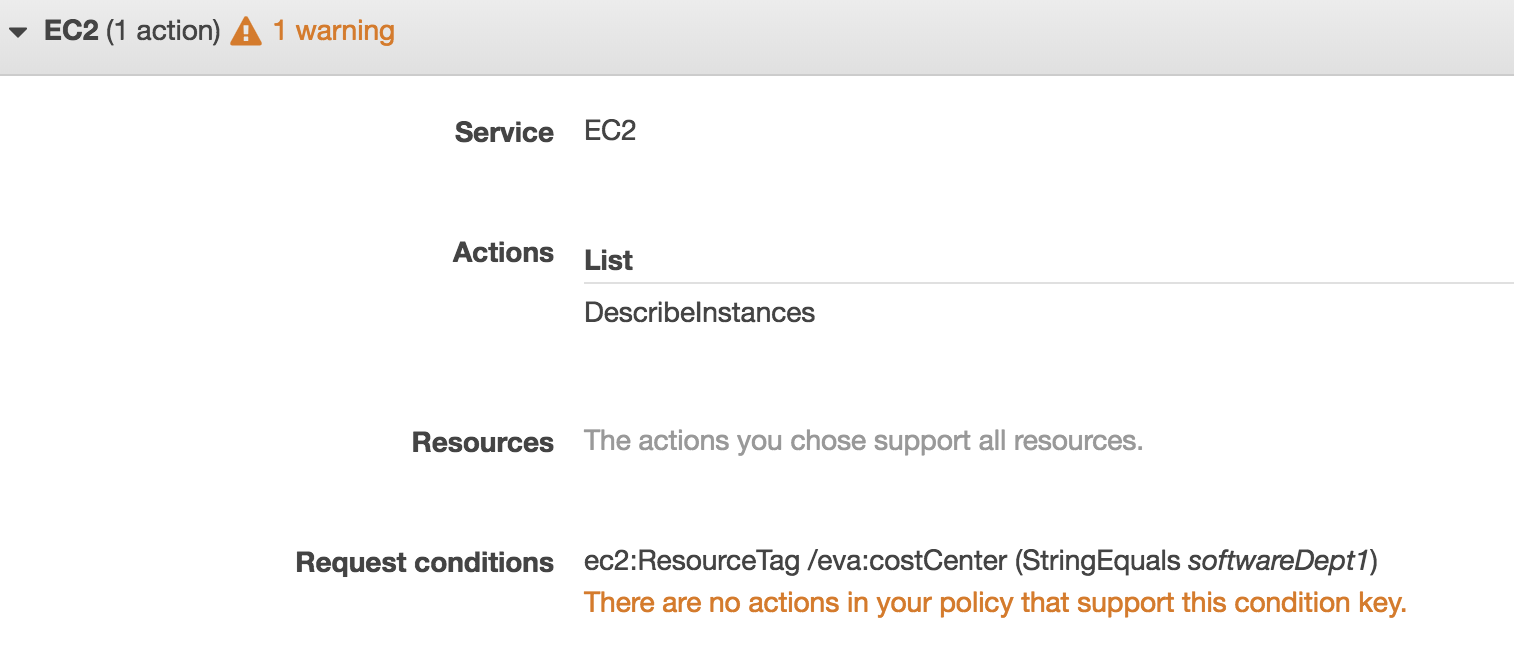 EC2 (1 action) 1 warning
Service EC2
Actions List
DescribeInstances
Resources The actions you chose support all resources.
Request conditions ec2:ResourceTag /eva:costCenter (StringEquals softwareDept1)
There are no actions in your policy that support this condition key.